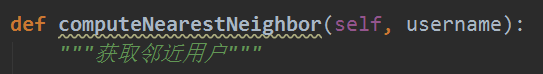 def computeNearestNeighbor(self, username):
"""获取邻近用户"""